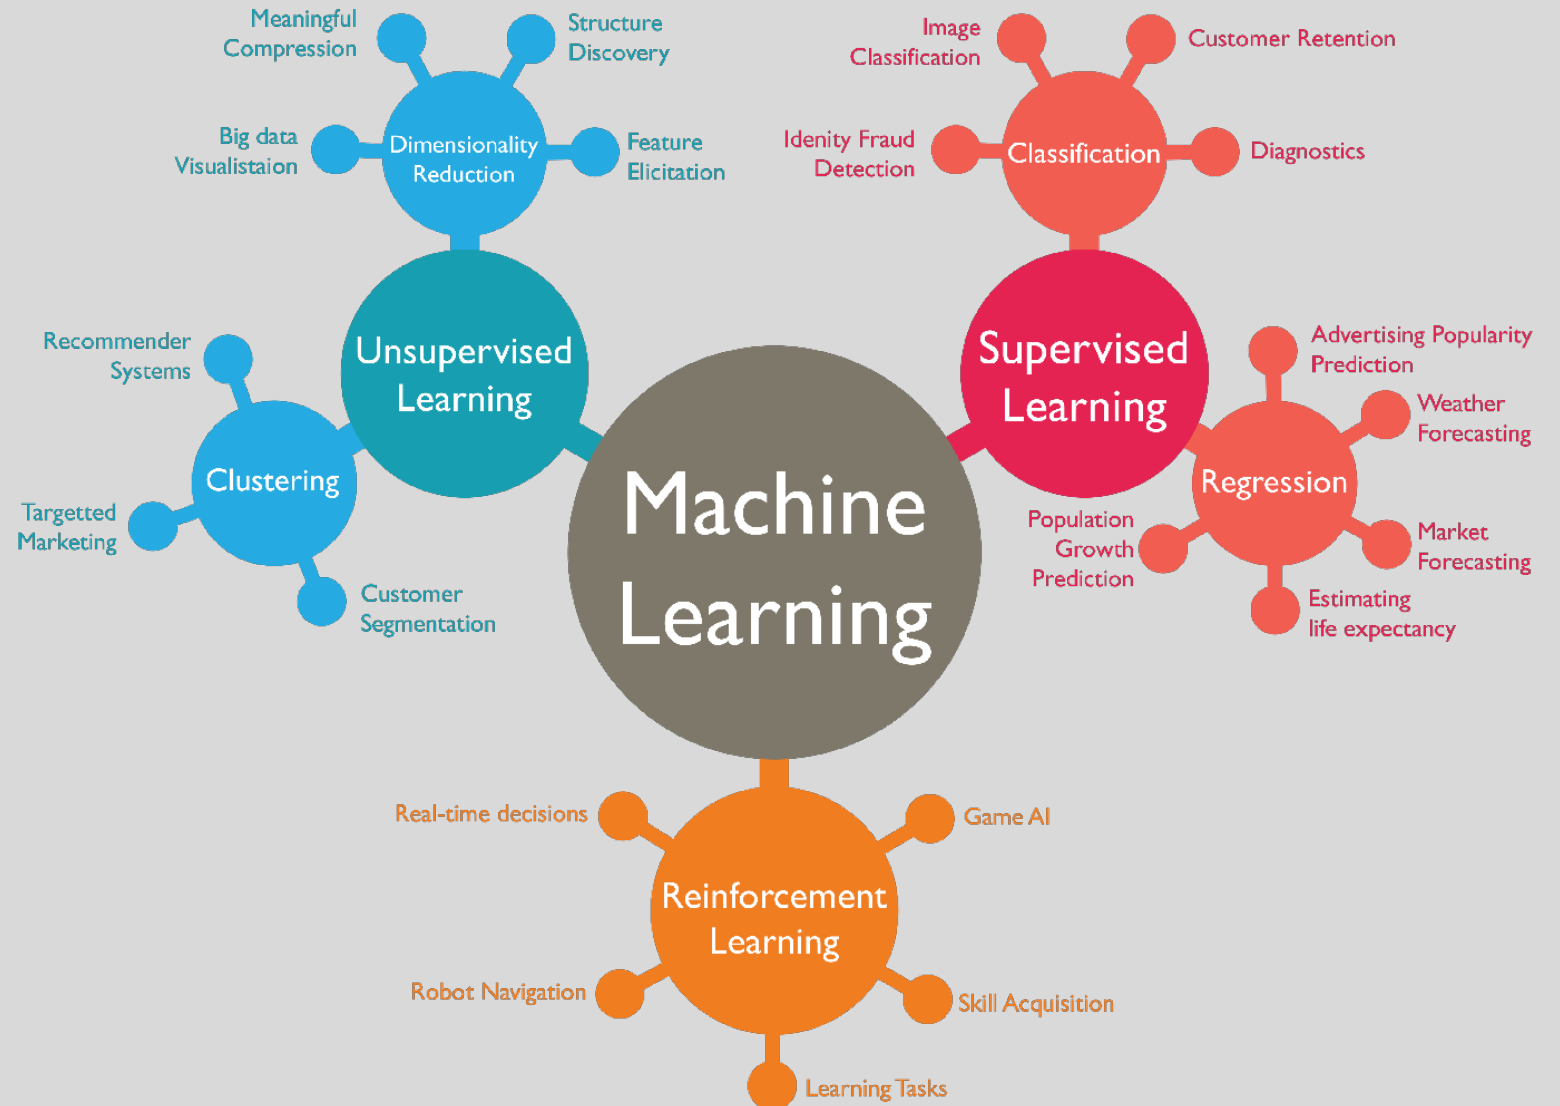 Meaningful
Compression
Structure
Discovery
Big data
Visualistaion
Dimensionality
Reduction
Feature
Elicitation
Image
Classification
Customer Retention
Idenity Fraud
Detection
Classification
Diagnostics
Recommender
Systems
Unsupervised
Learning
Clustering
Targetted
Marketing
Customer
Segmentation
Machine
Learning
Supervised
Learning
Advertising Popularity
Prediction
Weather
Forecasting
Regression
Population
Growth
Prediction
Market
Forecasting
Estimating
life expectancy
Real-time decisions
Game AI
Reinforcement
Learning
Robot Navigation
Skill Acquisition
Learning Tasks